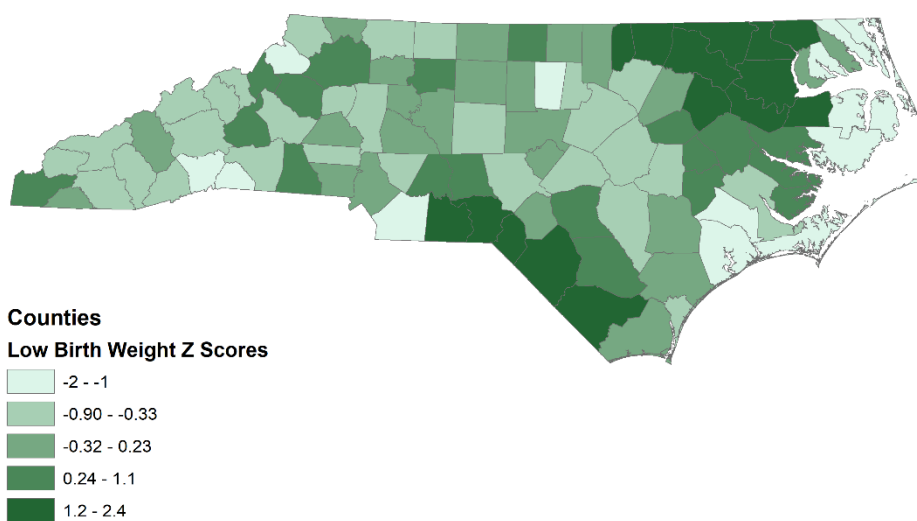 Counties
Low Birth Weight Z Scores
-2 - -1
-0.90 - -0.33
-0.32 - 0.23
0.24 - 1.1
1.2 - 2.4